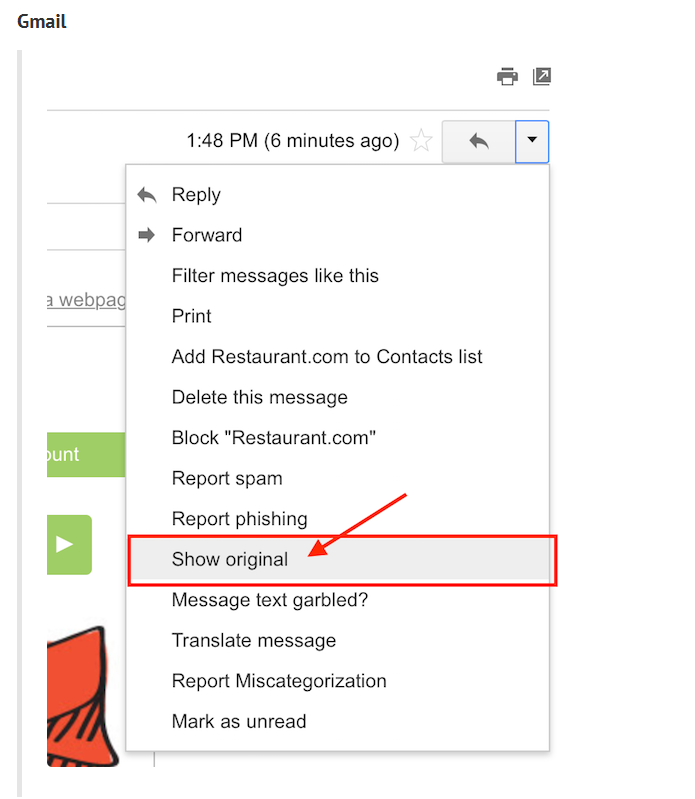 Gmail
1:48 PM (6 minutes ago)
Reply
Forward
Filter messages like this
a webpag
Print
Add Restaurant.com to Contacts list
Delete this message
Block "Restaurant.com"
ount
Report spam
Report phishing
Show original
Message text garbled?
Translate message
Report Miscategorization
Mark as unread